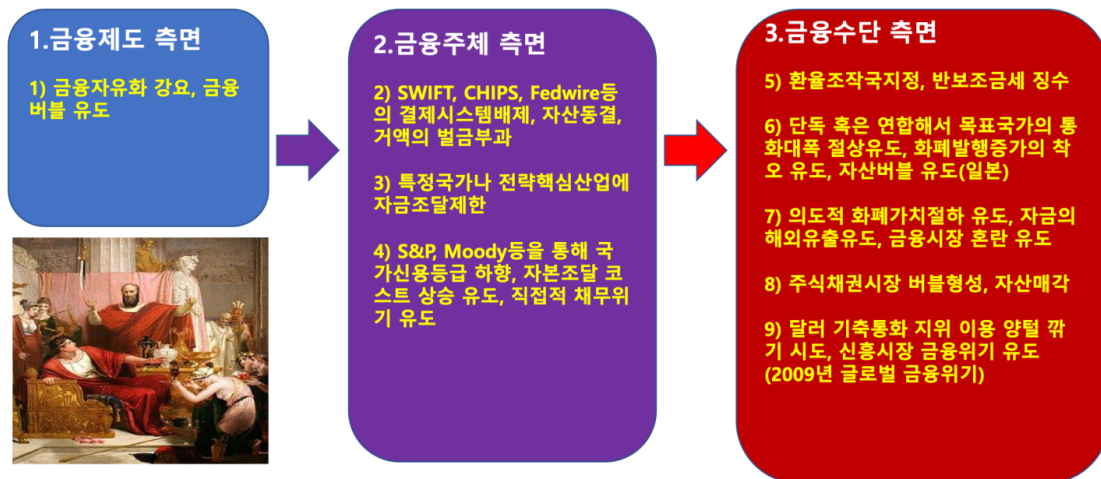 1.금융제도 측면
1) 금융자유화 강요, 금융
버블 유도
2.금융주체 측면
2) SWIFT, CHIPS, Fedwire등
의 결제시스템배제, 자산동결,
거액의 벌금부과
3) 특정국가나 전략핵심산업에
자금조달제한
4) S&P, Moody등을 통해 국
가신용등급 하향, 자본조달 코
스트 상승 유도, 직접적 채무위
기 유도
3.금융수단 측면
5) 환율조작국지정, 반보조금세 징수
6) 단독 혹은 연합해서 목표국가의 통
화대폭 절상유도, 화폐발행증가의 착
오 유도, 자산버블 유도(일본)
7) 의도적 화폐가치절하 유도, 자금의
해외유출유도, 금융시장 혼란 유도
8) 주식채권시장 버블형성, 자산매각
9) 달러 기축통화 지위 이용 양털 깎
기 시도, 신흥시장 금융위기 유도
(2009년 글로벌 금융위기)